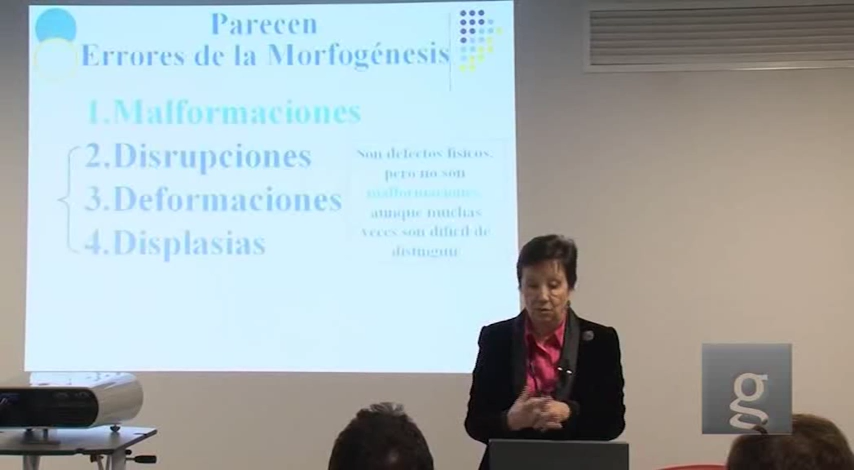 Parecen
Errores de la Morfogénesis
1.Malformaciones
2.Disrupciones
3.Deformaciones
4.Displasias
Son defectos físicos,
pero no son
malformaciones,
aunque muchas
veces son difícil de
distinguir
g